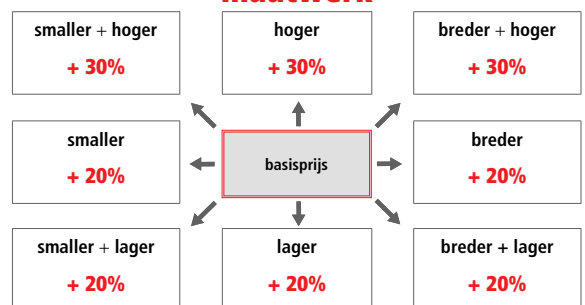 maatwerk
smaller + hoger
+ 30%
hoger
+ 30%
breder + hoger
+ 30%
smaller
+ 20%
basisprijs
breder
+ 20%
smaller + lager
+ 20%
lager
+ 20%
breder + lager
+ 20%